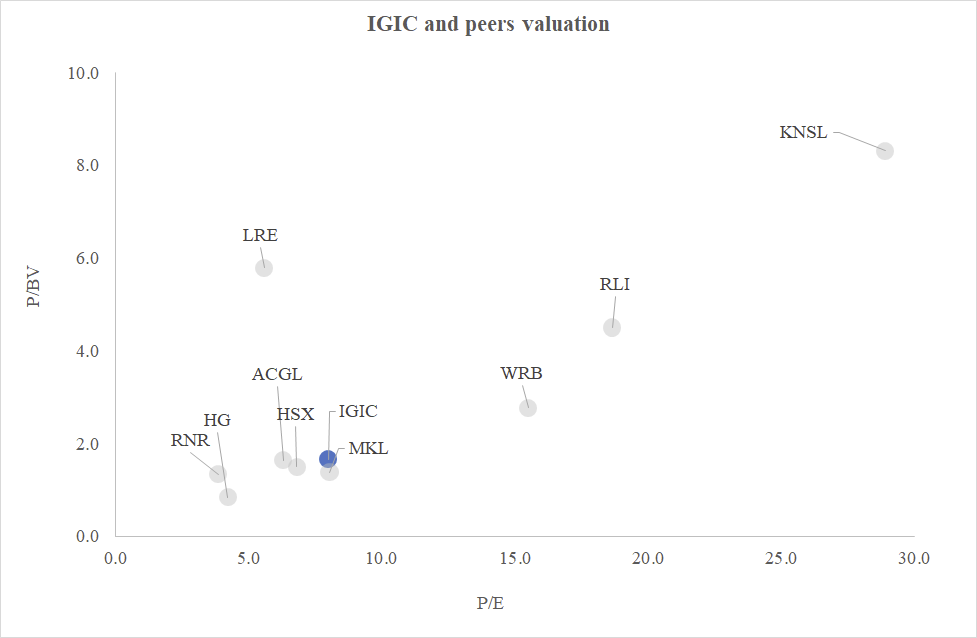 IGIC and peers valuation
10.0
KNSL
8.0
LRE
6.0
P/BV
RLI
4.0
ACGL
WRB
HSX
IGIC
HG
RNR
MKL
2.0
0.0
0.0 5.0 10.0 15.0 20.0 25.0 30.0
P/E